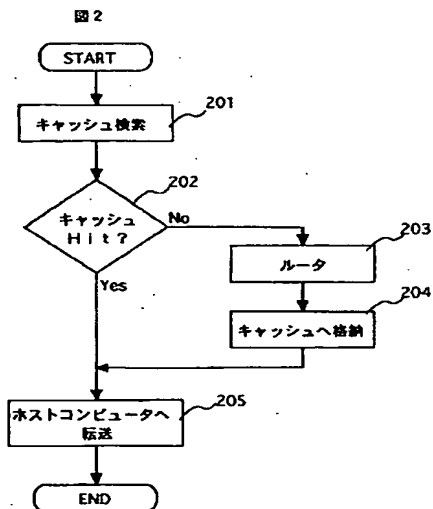 図2
START
201
キャッシュ検索
202
キャッシュ
Hit?
No
203
ルータ
Yes
204
キャッシュへ格納
205
ホストコンピュータへ
転送
END